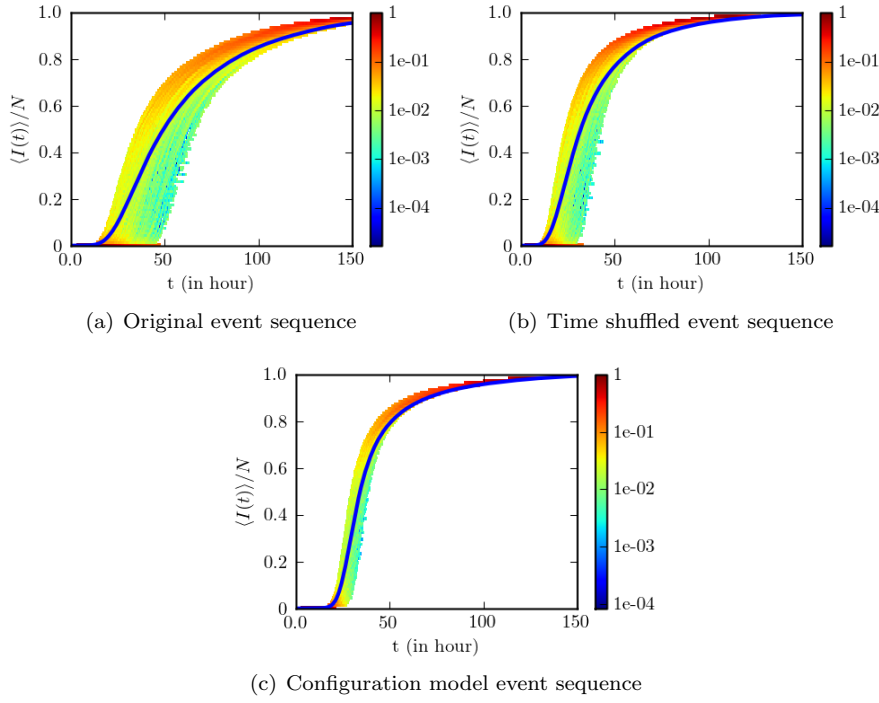 1.0
0.8
0.6
0.4
0.2
0
⟨I(t)⟩/N
0.0
50
100
150
t (in hour)
1
1e-01
1e-02
1e-03
1e-04
(a) Original event sequence
1.0
0.8
0.6
0.4
0.2
0
⟨I(t)⟩/N
0.0
50
100
150
t (in hour)
1
1e-01
1e-02
1e-03
1e-04
(b) Time shuffled event sequence
1.0
0.8
0.6
0.4
0.2
0
⟨I(t)⟩/N
0.0
50
100
150
t (in hour)
1
1e-01
1e-02
1e-03
1e-04
(c) Configuration model event sequence